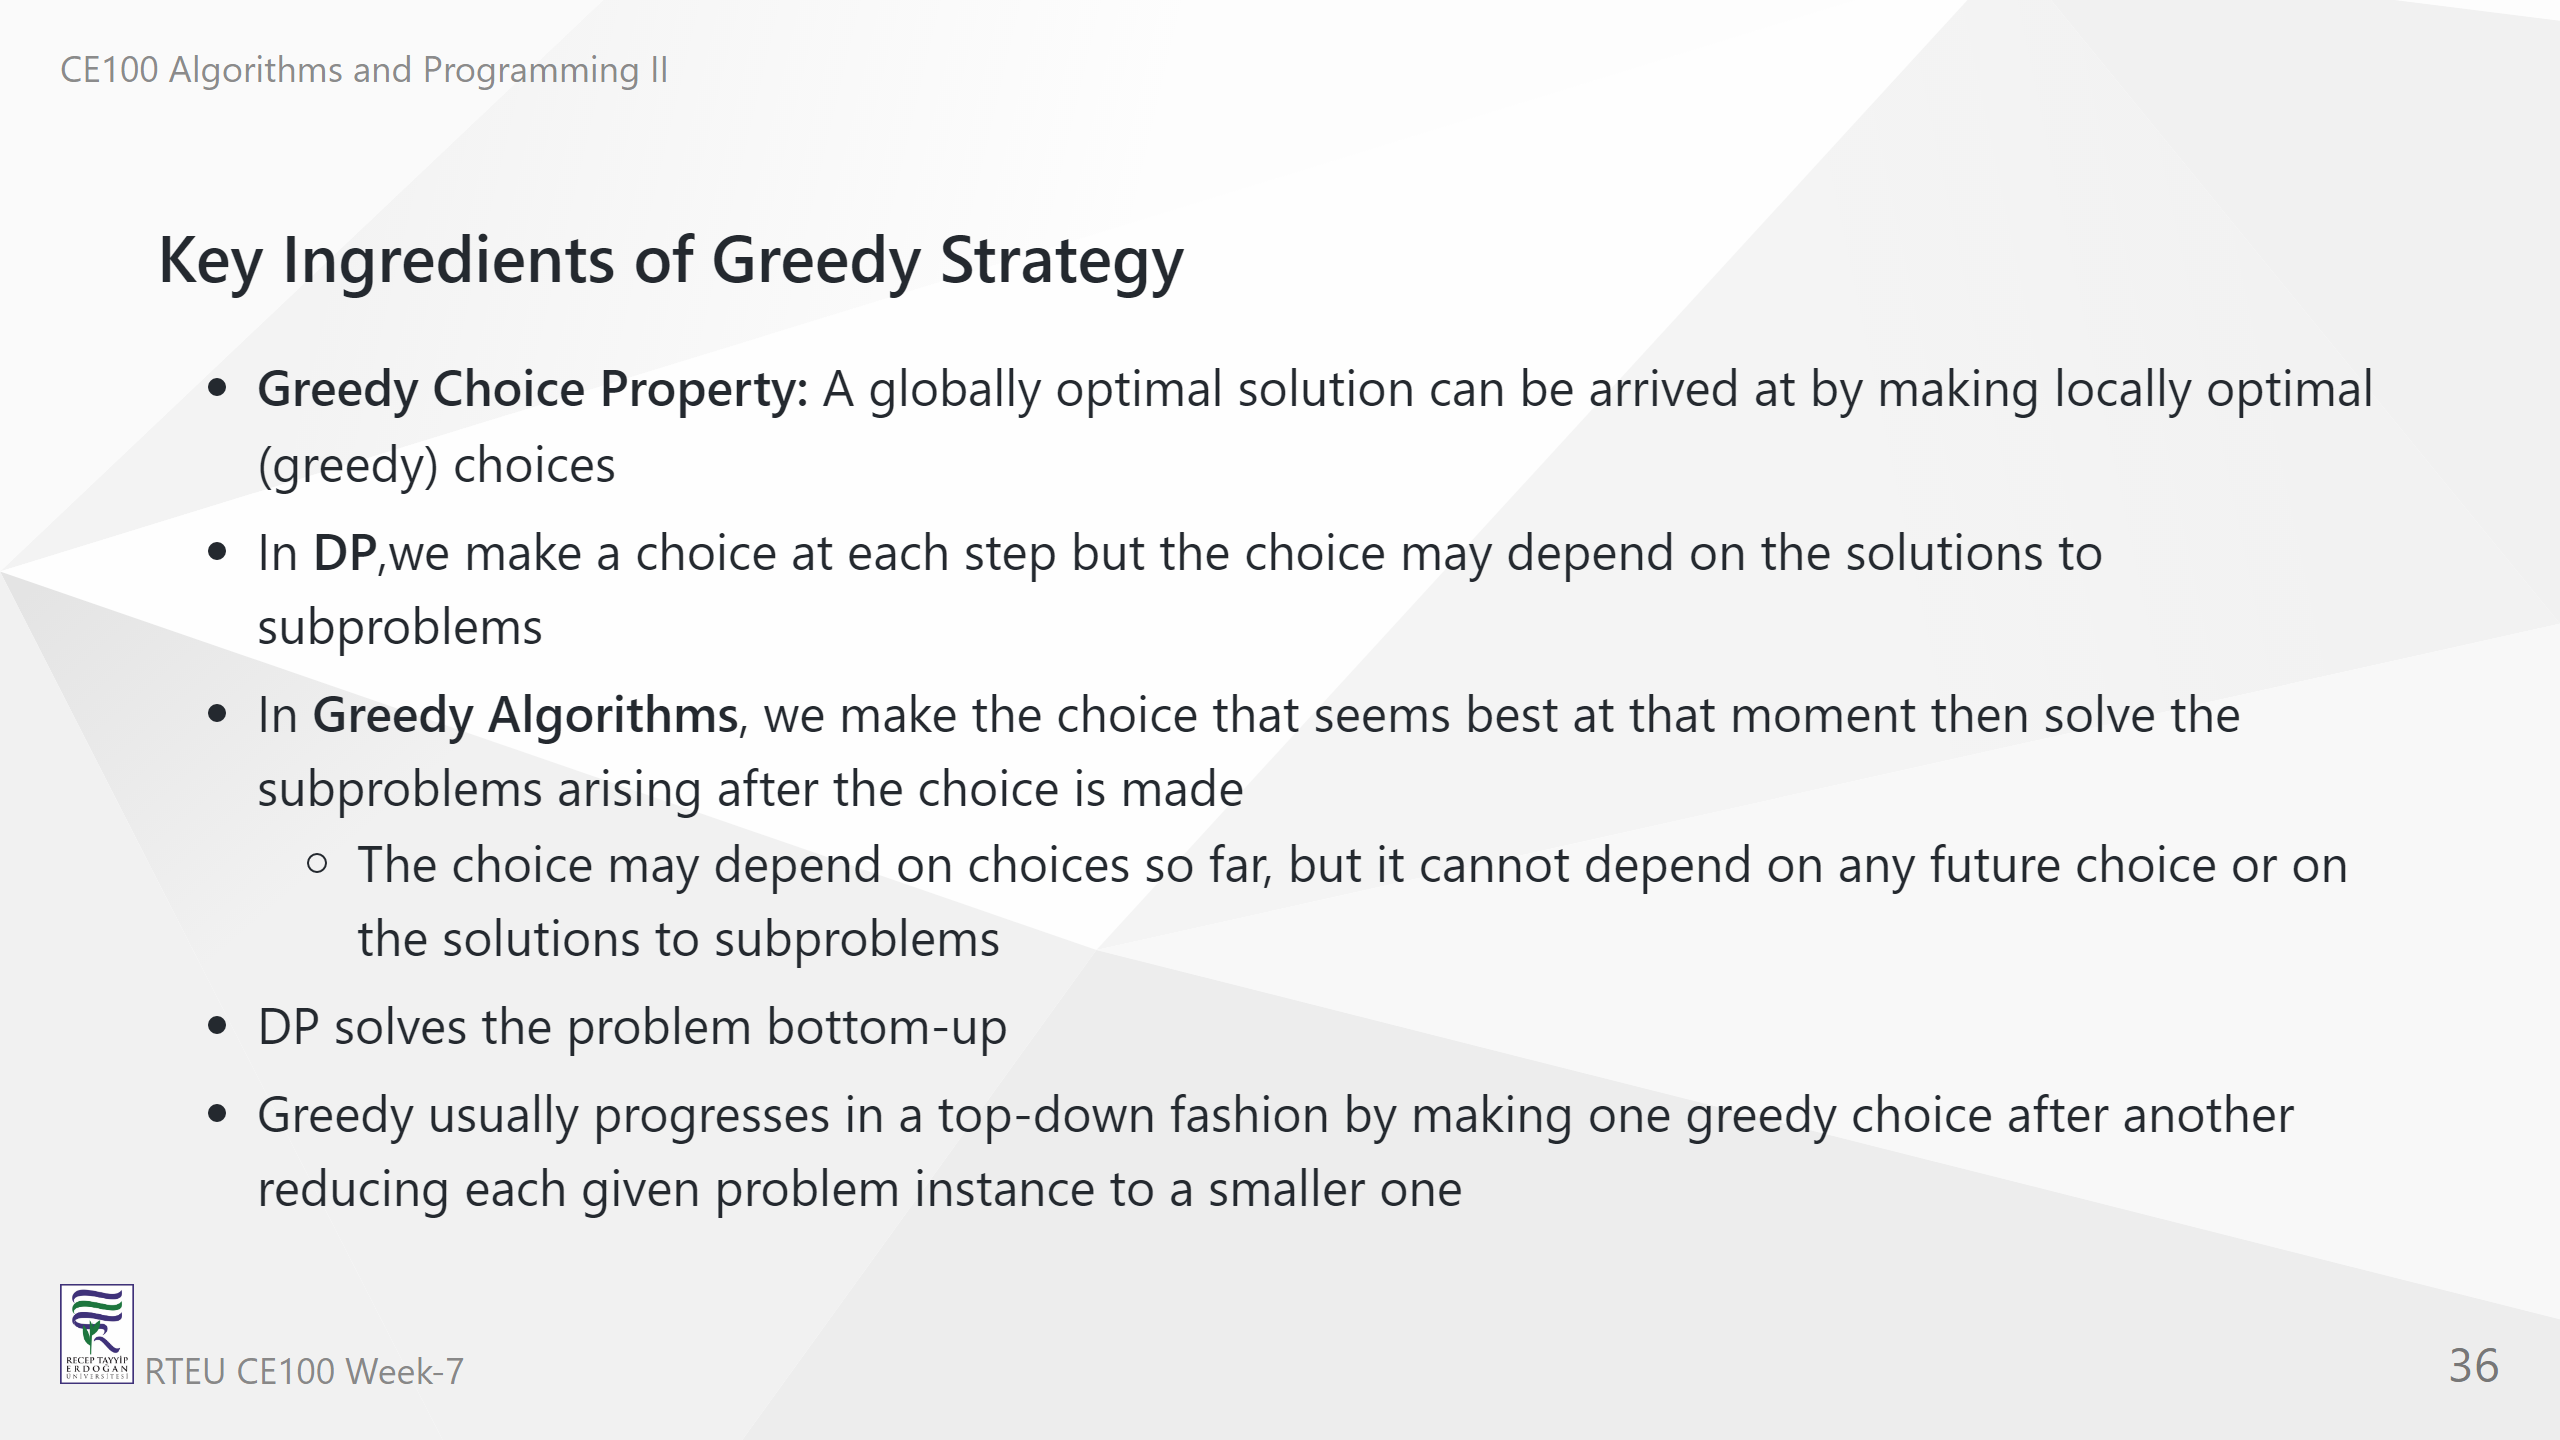 CE100 Algorithms and Programming II
Key Ingredients of Greedy Strategy
• Greedy Choice Property: A globally optimal solution can be arrived at by making locally optimal
(greedy) choices
• In DP,we make a choice at each step but the choice may depend on the solutions to
subproblems
• In Greedy Algorithms, we make the choice that seems best at that moment then solve the
subproblems arising after the choice is made
○ The choice may depend on choices so far, but it cannot depend on any future choice or on
the solutions to subproblems
• DP solves the problem bottom-up
• Greedy usually progresses in a top-down fashion by making one greedy choice after another
reducing each given problem instance to a smaller one
RECEP TAYYİP
ERDOĞAN
ÜNİVERSİTESİ
RTEU CE100 Week-7
36